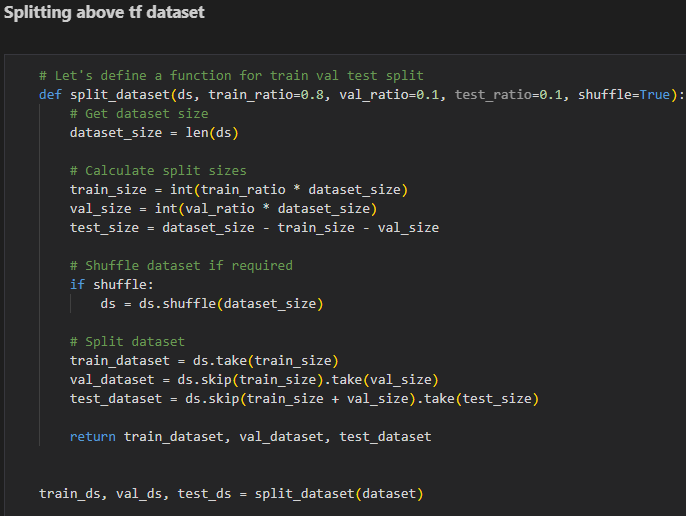 Splitting above tf dataset
# Let's define a function for train val test split
def split_dataset(ds, train_ratio=0.8, val_ratio=0.1, test_ratio=0.1, shuffle=True):
    # Get dataset size
    dataset_size = len(ds)

    # Calculate split sizes
    train_size = int(train_ratio * dataset_size)
    val_size = int(val_ratio * dataset_size)
    test_size = dataset_size - train_size - val_size

    # Shuffle dataset if required
    if shuffle:
        ds = ds.shuffle(dataset_size)

    # Split dataset
    train_dataset = ds.take(train_size)
    val_dataset = ds.skip(train_size).take(val_size)
    test_dataset = ds.skip(train_size + val_size).take(test_size)

    return train_dataset, val_dataset, test_dataset


train_ds, val_ds, test_ds = split_dataset(dataset)